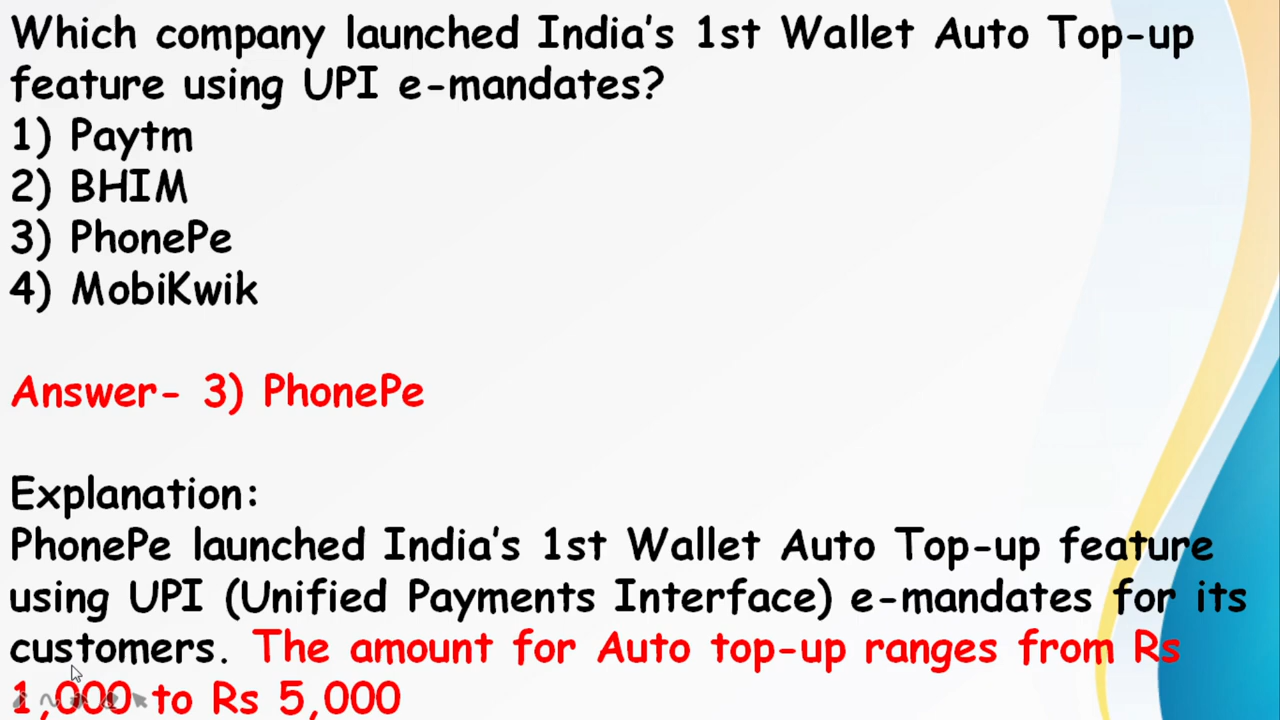 Which company launched India's 1st Wallet Auto Top-up
feature using UPI e-mandates?
1) Paytm
2) BHIM
3) PhonePe
4) MobiKwik
Answer- 3) PhonePe
Explanation:
PhonePe launched India's 1st Wallet Auto Top-up feature
using UPI (Unified Payments Interface) e-mandates for its
customers. The amount for Auto top-up ranges from Rs
1,000 to Rs 5,000